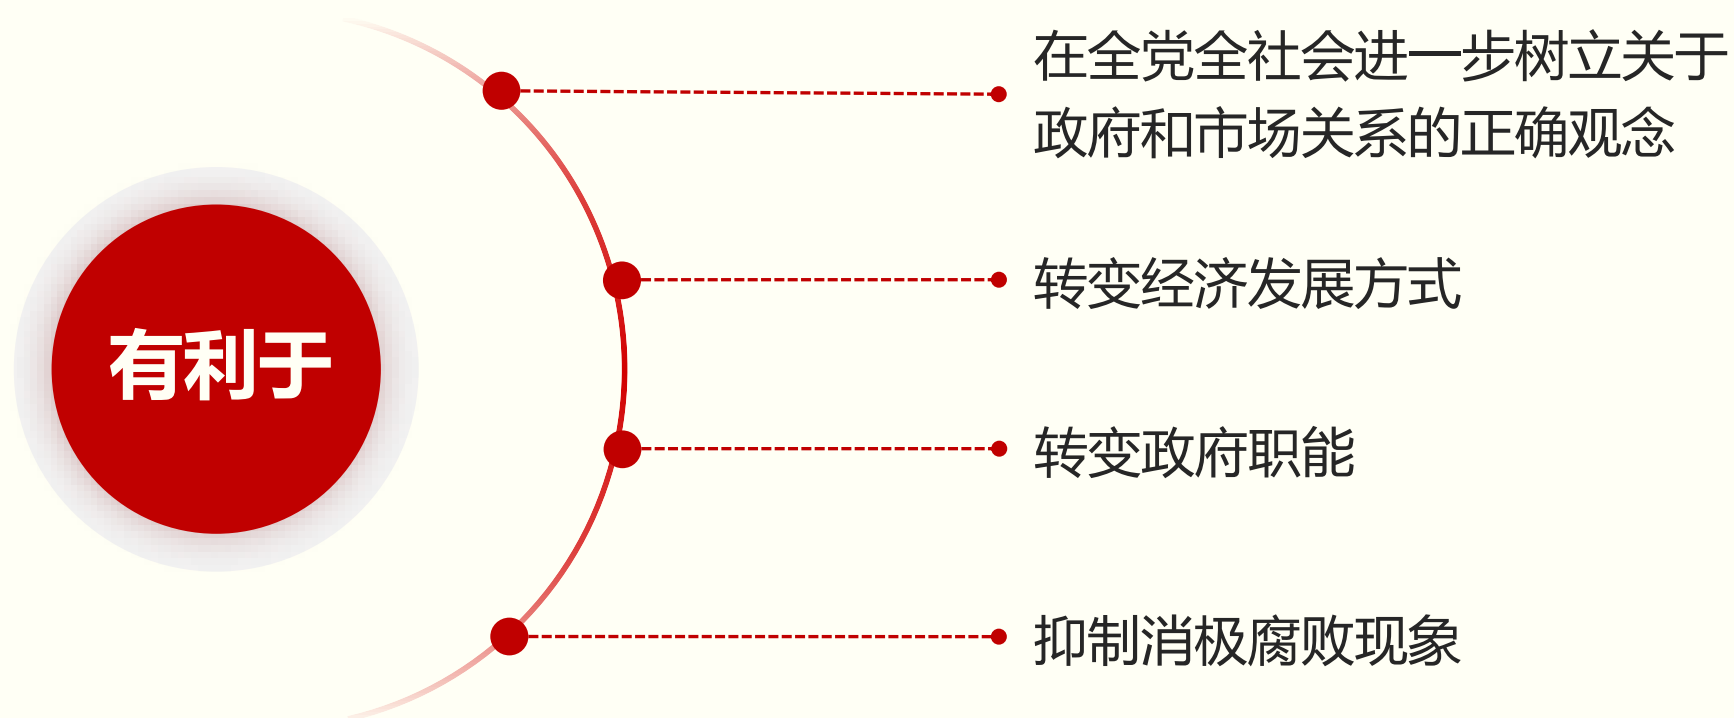 有利于
在全党全社会进一步树立关于
政府和市场关系的正确观念
转变经济发展方式
转变政府职能
抑制消极腐败现象